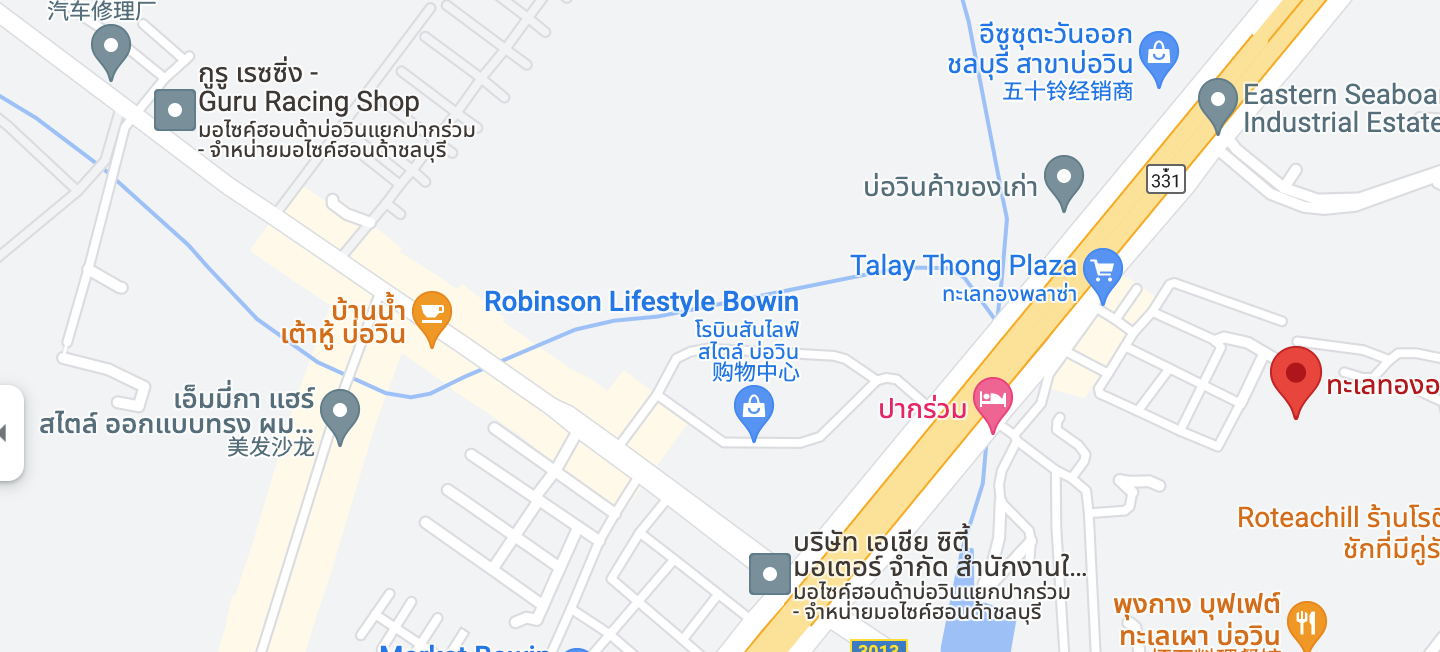 汽车修理厂
กูรู เรซซิ่ง -
Guru Racing Shop
มอไซค์ฮอนด้าบ่อวินแยกปากร่วม
- จำหน่ายมอไซค์ฮอนด้าชลบุรี
อีซูซุตะวันออก
ชลบุรี สาขาบ่อวิน
五十铃经销商
Eastern Seaboar
Industrial Estate
331
บ่อวินค้าของเก่า
Talay Thong Plaza
ทะเลทองพลาซ่า
บ้านน้ำ
เต้าหู้ บ่อวิน
Robinson Lifestyle Bowin
โรบินสันไลฟ์
สไตล์ บ่อวิน
购物中心
เอ็มมี่กา แฮร์
สไตล์ ออกแบบทรง ผม...
美发沙龙
ปากร่วม
ทะเลทองอ
Roteachill ร้านโรตี
ชักที่มีคู่รั
บริษัท เอเชีย ซิตี้
มอเตอร์ จำกัด สำนักงานใ...
มอไซค์ฮอนด้าบ่อวินแยกปากร่วม
- จำหน่ายมอไซค์ฮอนด้าชลบุรี
พุงกาง บุฟเฟต์
ทะเลเผา บ่อวิน
Market Bowin
3013